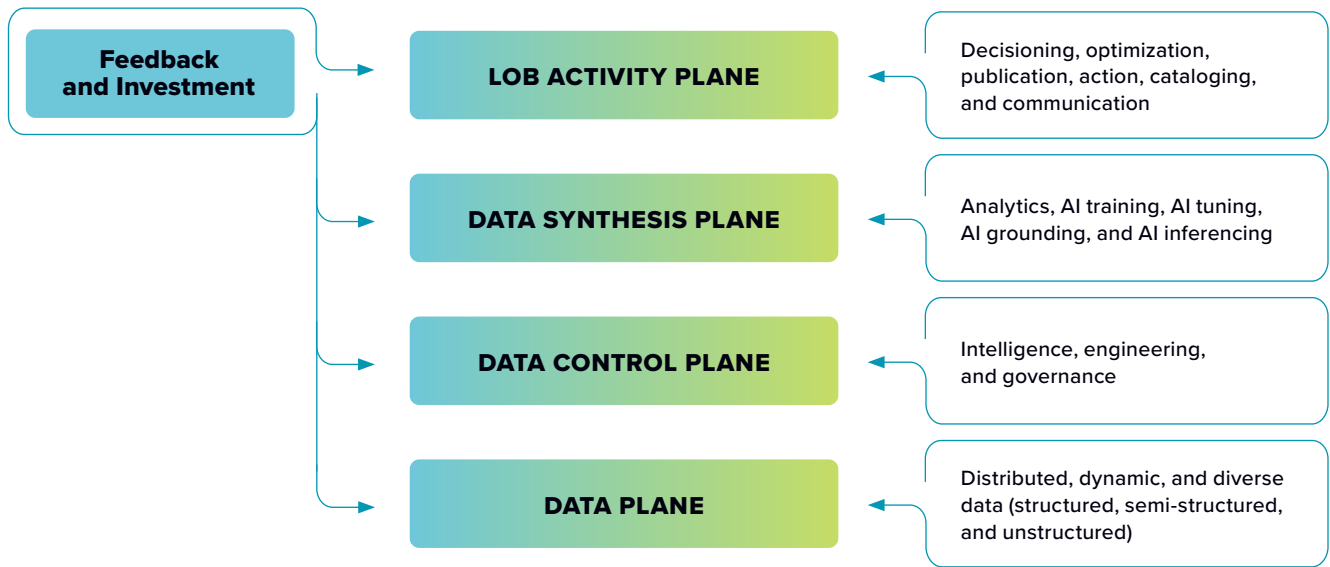 Feedback
and Investment
LOB ACTIVITY PLANE
Decisioning, optimization,
publication, action, cataloging,
and communication
DATA SYNTHESIS PLANE
Analytics, AI training, AI tuning,
AI grounding, and AI inferencing
DATA CONTROL PLANE
Intelligence, engineering,
and governance
DATA PLANE
Distributed, dynamic, and diverse
data (structured, semi-structured,
and unstructured)